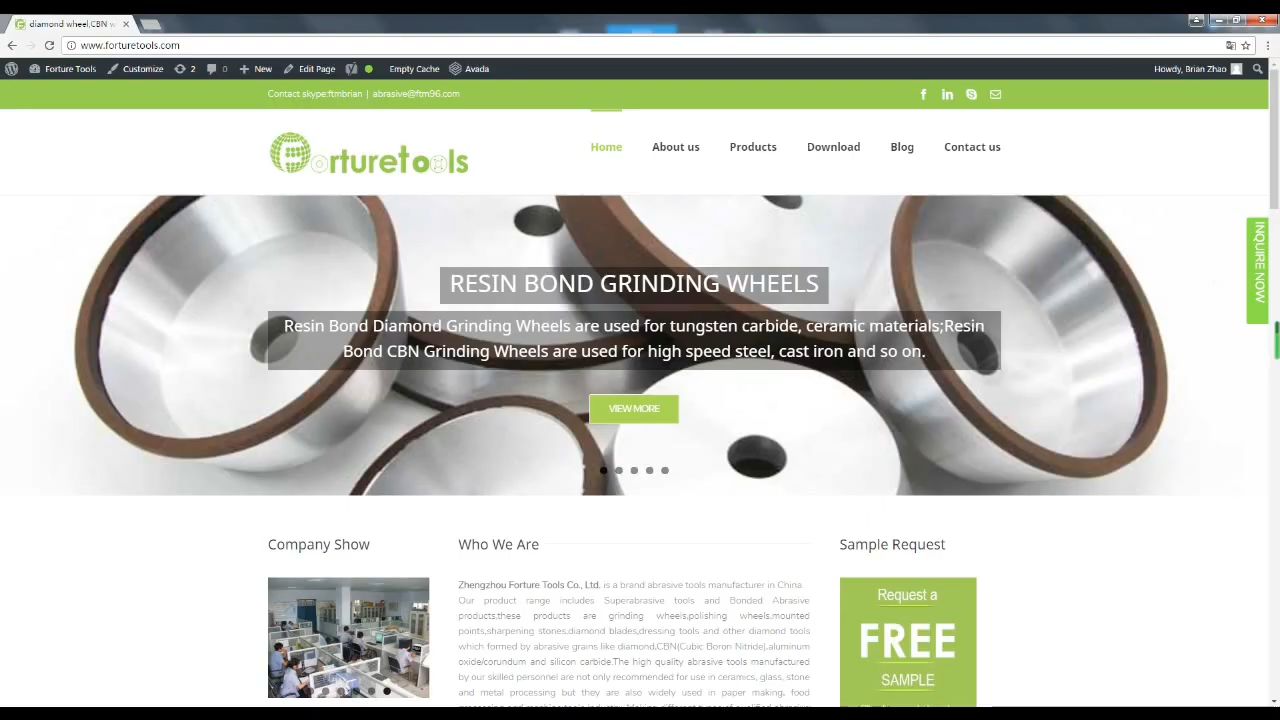 diamond wheel,CBN w
www.forturetools.com
Forture Tools
Customize
2
0
New
Edit Page
Empty Cache
Avada
Howdy, Brian Zhao
Contact skype:ftmbrian | abrasive@ftm96.com
forturetools
Home
About us
Products
Download
Blog
Contact us
INQUIRE NOW
RESIN BOND GRINDING WHEELS
Resin Bond Diamond Grinding Wheels are used for tungsten carbide, ceramic materials;Resin
Bond CBN Grinding Wheels are used for high speed steel, cast iron and so on.
VIEW MORE
Company Show
Who We Are
Zhengzhou Forture Tools Co., Ltd. is a brand abrasive tools manufacturer in China.
Our product range includes Superabrasive tools and Bonded Abrasive
products,these products are grinding wheels,polishing wheels,mounted
points,sharpening stones,diamond blades,dressing tools and other diamond tools
which formed by abrasive grains like diamond,CBN(Cubic Boron Nitride),aluminum
oxide/corundum and silicon carbide.The high quality abrasive tools manufactured
by our skilled personnel are not only recommended for use in ceramics, glass, stone
and metal processing but they are also widely used in paper making, food
Sample Request
Request a
FREE
SAMPLE